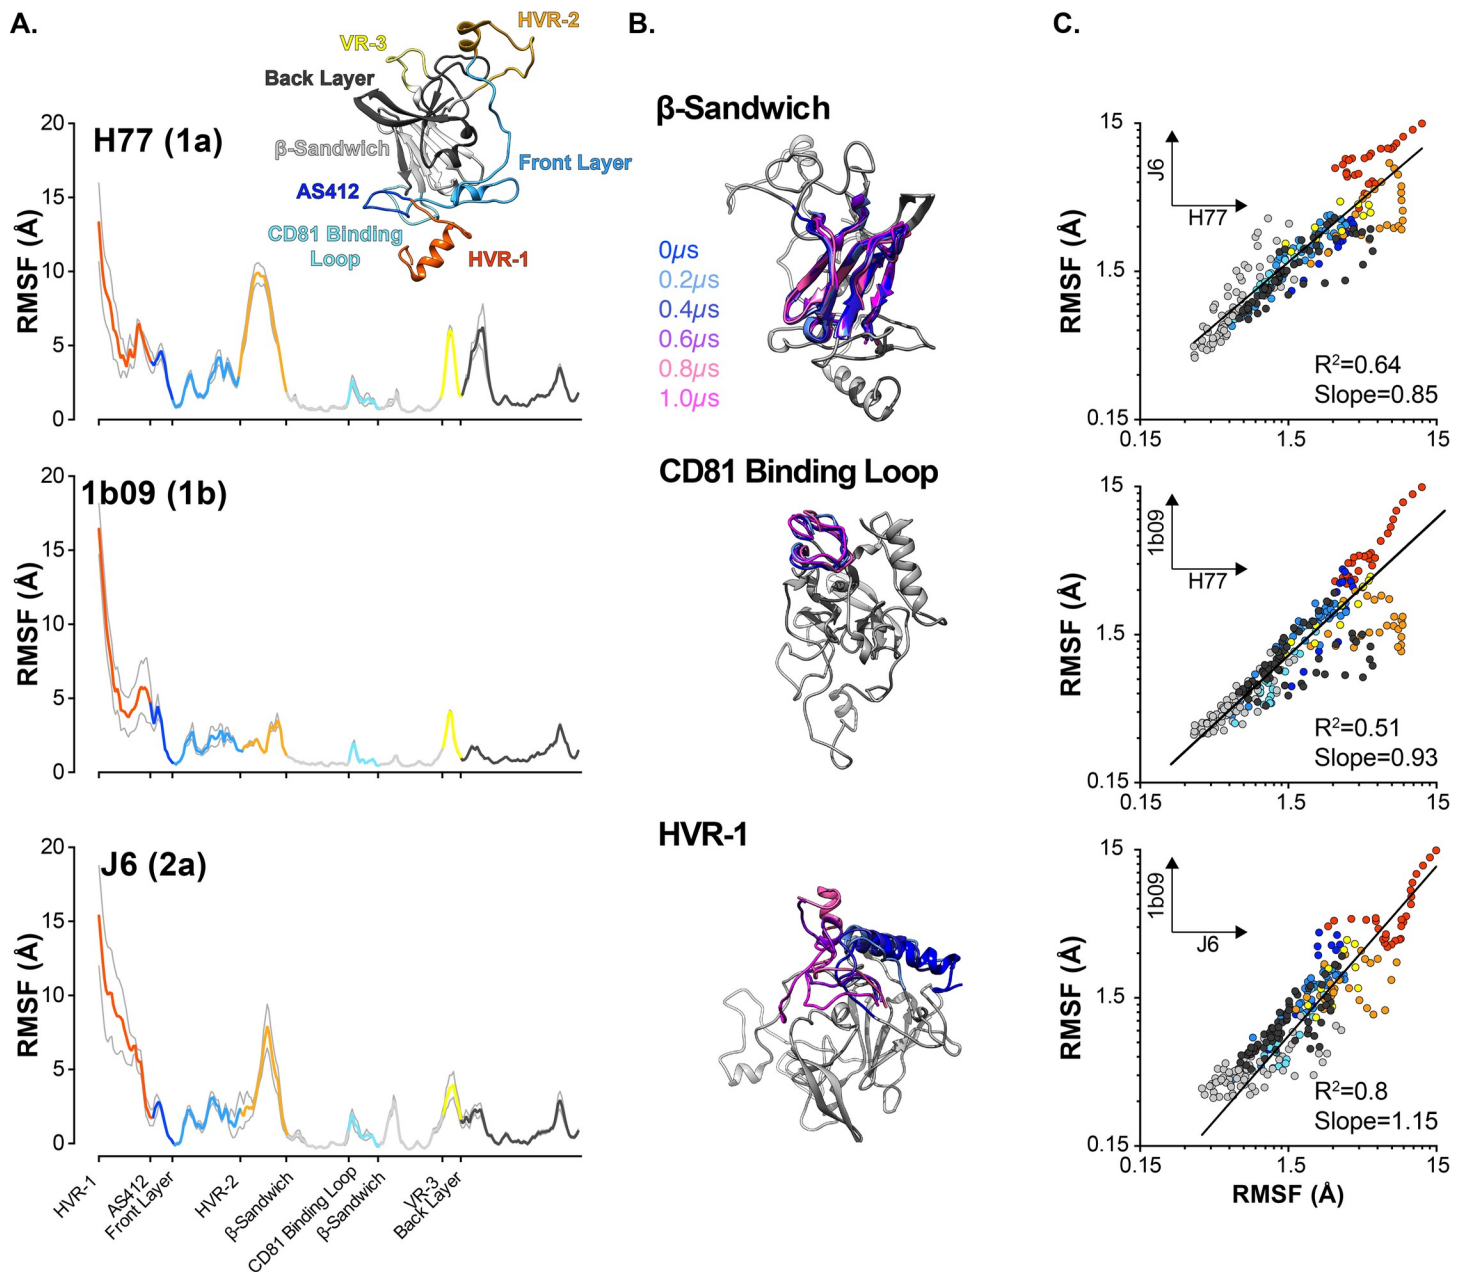 A.
HVR-2
VR-3
Back Layer
β-Sandwich
Front Layer
AS412
CD81 Binding
Loop
HVR-1
H77 (1a)
20
15
10
5
0
RMSF (Å)
1b09 (1b)
20
15
10
5
0
RMSF (Å)
J6 (2a)
20
15
10
5
0
RMSF (Å)
HVR-1
AS412
Front Layer
HVR-2
β-Sandwich
CD81 Binding Loop
β-Sandwich
VR-3
Back Layer
B.
β-Sandwich
0µs
0.2µs
0.4µs
0.6µs
0.8µs
1.0µs
CD81 Binding Loop
HVR-1
C.
15
1.5
0.15
RMSF (Å)
J6
H77
R²=0.64
Slope=0.85
0.15
1.5
15
15
1.5
0.15
RMSF (Å)
1b09
H77
R²=0.51
Slope=0.93
0.15
1.5
15
15
1.5
0.15
RMSF (Å)
1b09
J6
R²=0.8
Slope=1.15
0.15
1.5
15
RMSF (Å)